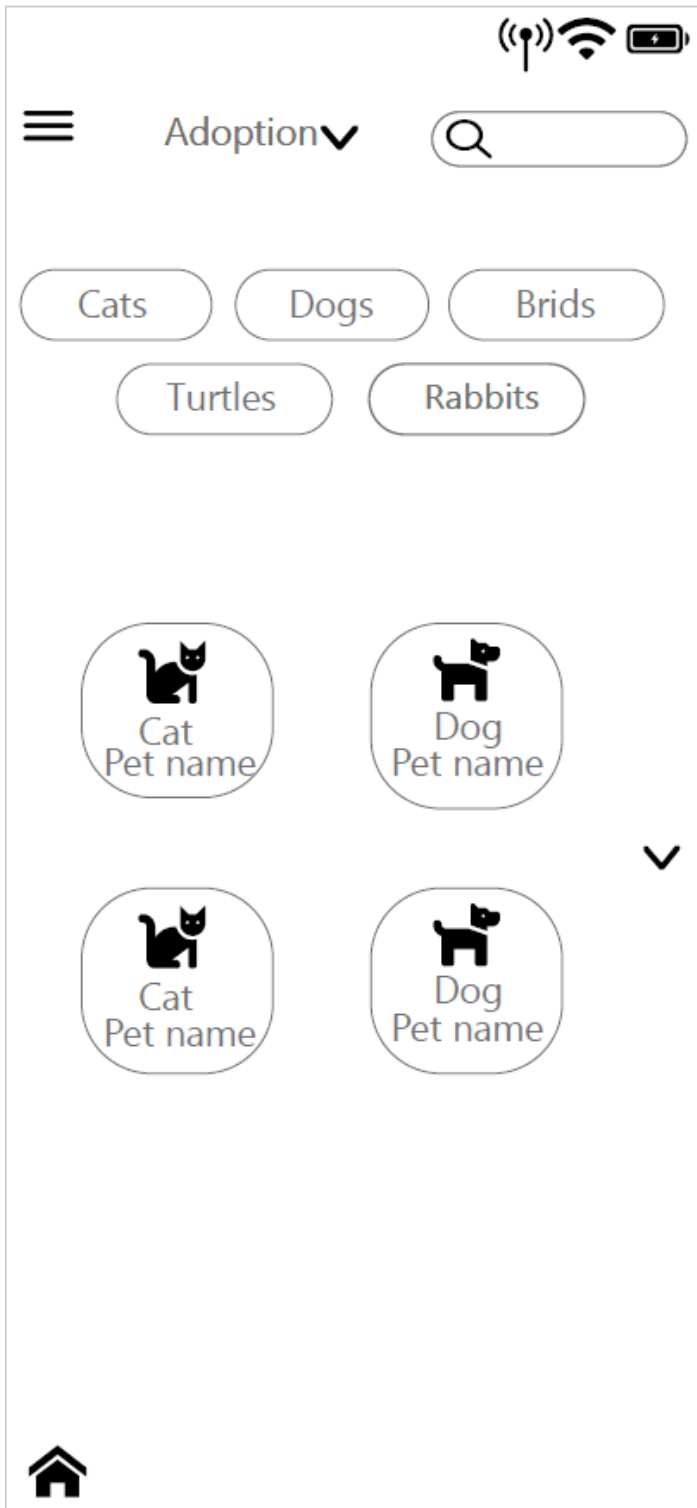 Adoption
Cats Dogs Brids
Turtles Rabbits
Cat
Pet name
Dog
Pet name
Cat
Pet name
Dog
Pet name